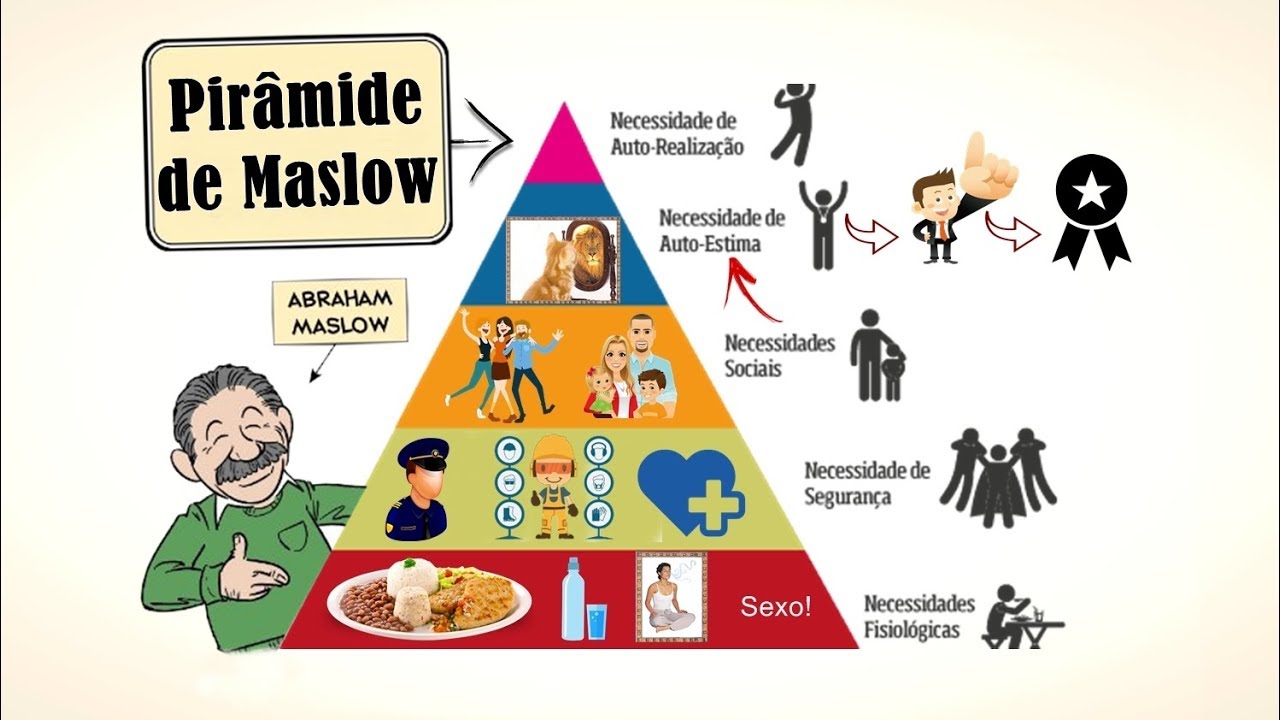 Pirâmide
de Maslow
ABRAHAM
MASLOW
Necessidade de
Auto-Realização
Necessidade de
Auto-Estima
Necessidades
Sociais
Necessidade de
Segurança
Sexo!
Necessidades
Fisiológicas